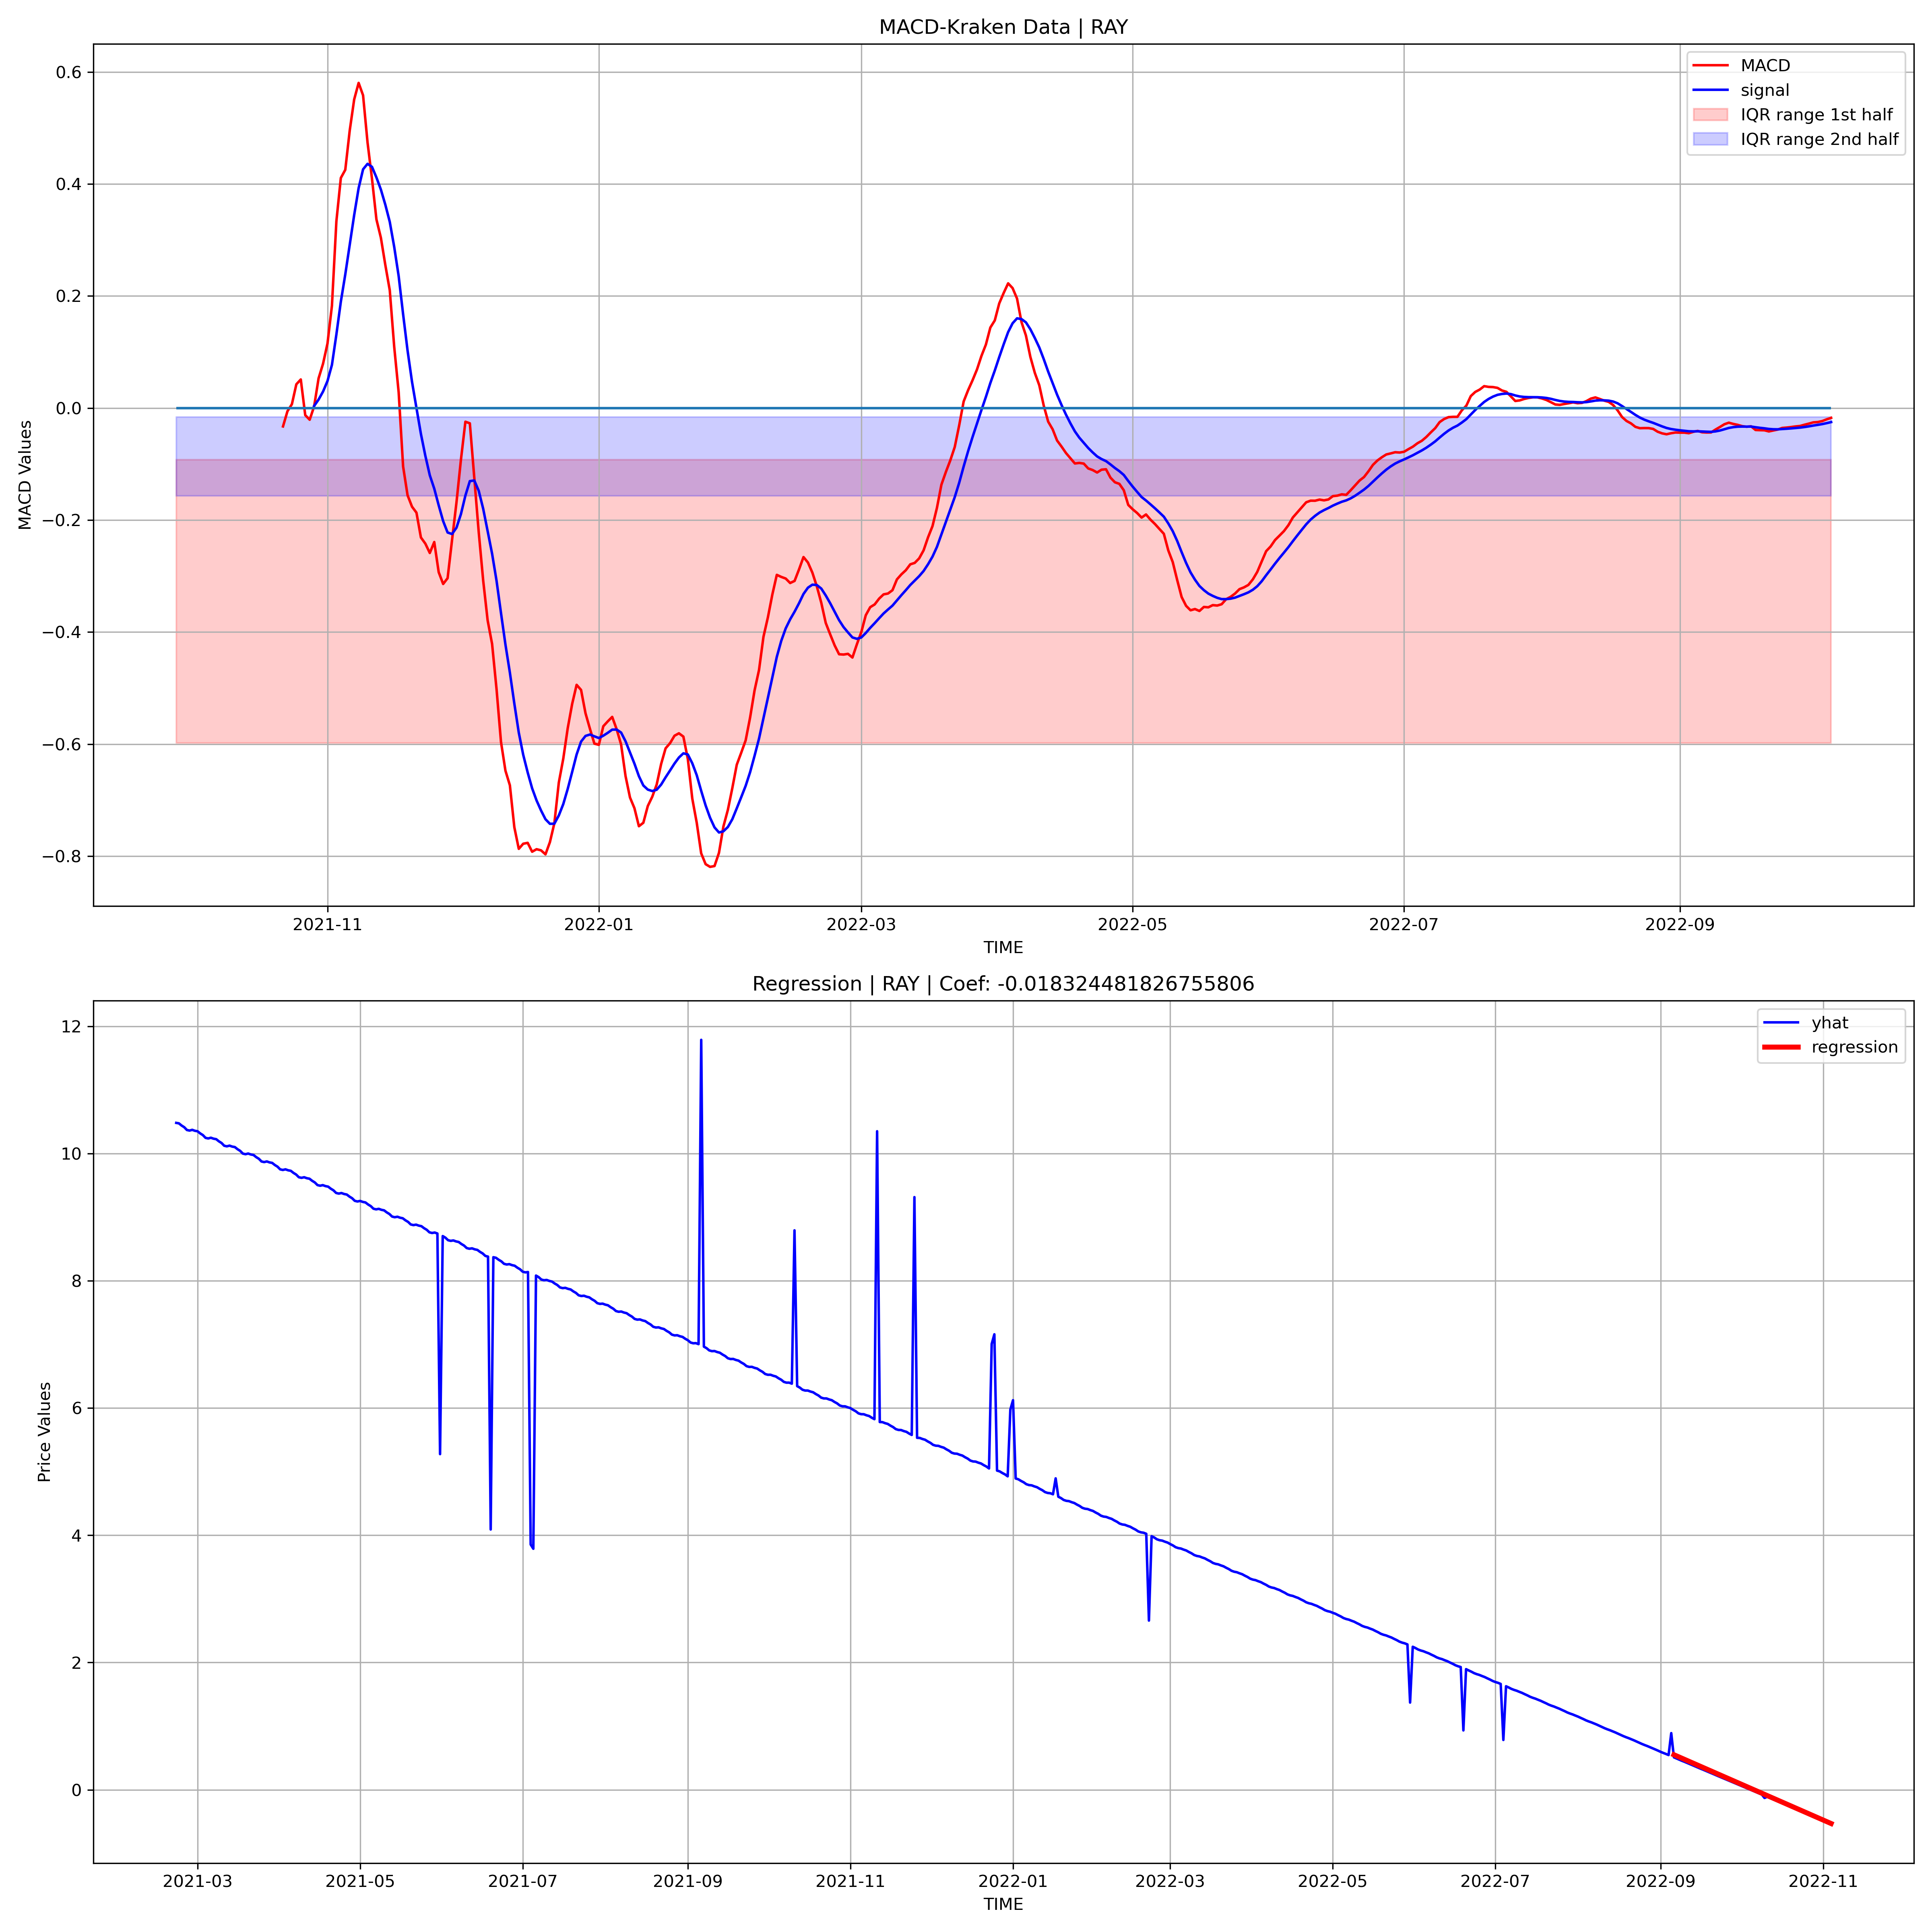 MACD-Kraken Data | RAY
MACD
signal
IQR range 1st half
IQR range 2nd half
0.6
0.4
0.2
0.0
−0.2
−0.4
−0.6
−0.8
MACD Values
2021-11
2022-01
2022-03
2022-05
2022-07
2022-09
TIME
Regression | RAY | Coef: -0.018324481826755806
yhat
regression
12
10
8
6
4
2
0
Price Values
2021-03
2021-05
2021-07
2021-09
2021-11
2022-01
2022-03
2022-05
2022-07
2022-09
2022-11
TIME